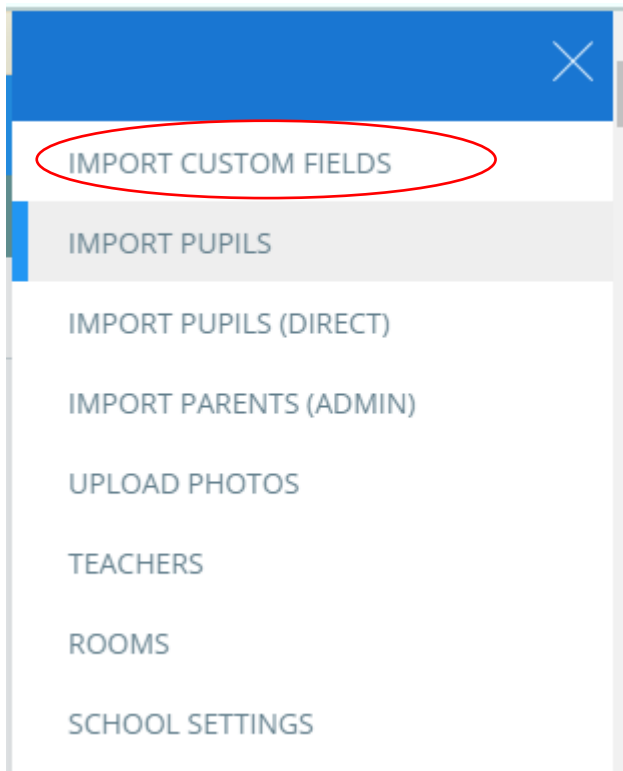 IMPORT CUSTOM FIELDS
IMPORT PUPILS
IMPORT PUPILS (DIRECT)
IMPORT PARENTS (ADMIN)
UPLOAD PHOTOS
TEACHERS
ROOMS
SCHOOL SETTINGS